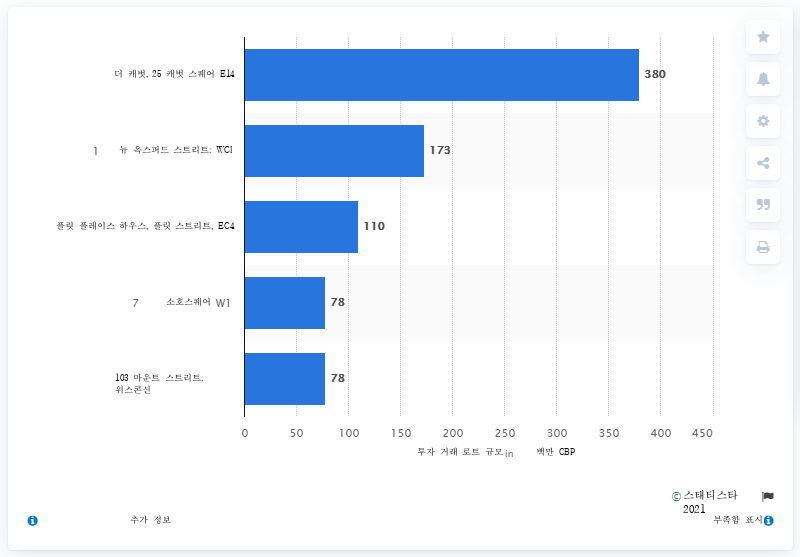 더 캐벗, 25 캐벗 스퀘어 E14
380
1 뉴 옥스퍼드 스트리트; WC1
173
플릿 플레이스 하우스, 플릿 스트리트, EC4
110
7 소호스퀘어 W1
78
103 마운트 스트리트;
위스콘신
78
0 50 100 150 200 250 300 350 400 450
투자 거래 로트 규모 in 백만 CBP
© 스태티스타
2021
추가 정보
부족함 표시